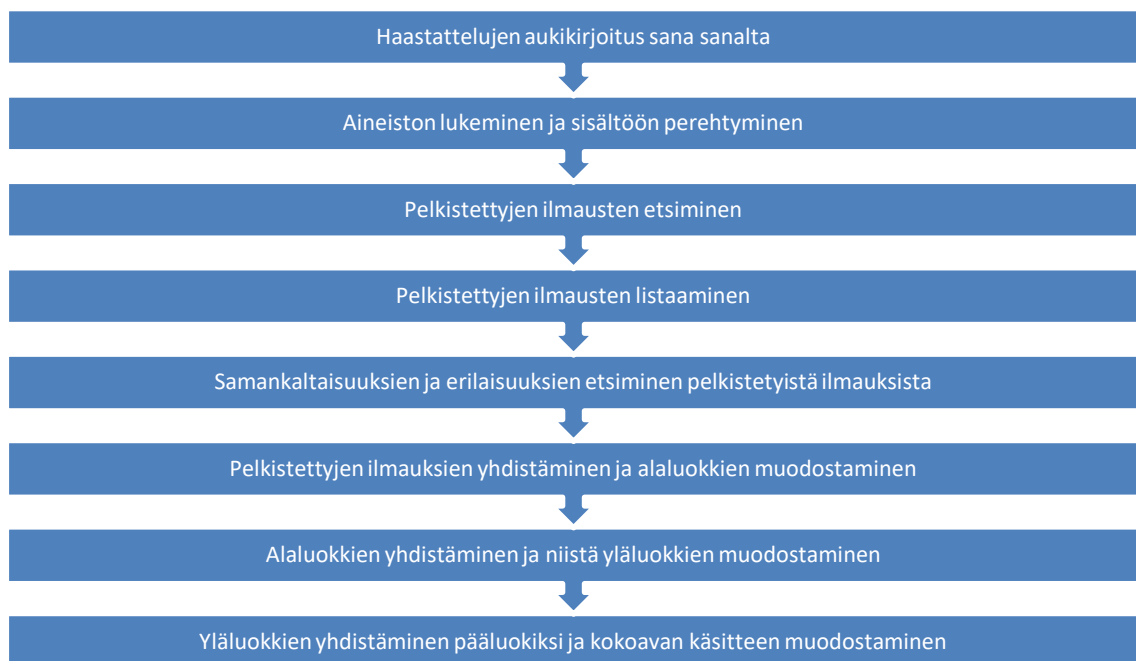 Haastattelujen aukikirjoitus sana sanalta
Aineiston lukeminen ja sisältöön perehtyminen
Pelkistettyjen ilmausten etsiminen
Pelkistettyjen ilmausten listaaminen
Samankaltaisuuksien ja erilaisuuksien etsiminen pelkistetyistä ilmauksista
Pelkistettyjen ilmauksien yhdistäminen ja alaluokkien muodostaminen
Alaluokkien yhdistäminen ja niistä yläluokkien muodostaminen
Yläluokkien yhdistäminen pääluokiksi ja kokoavan käsitteen muodostaminen